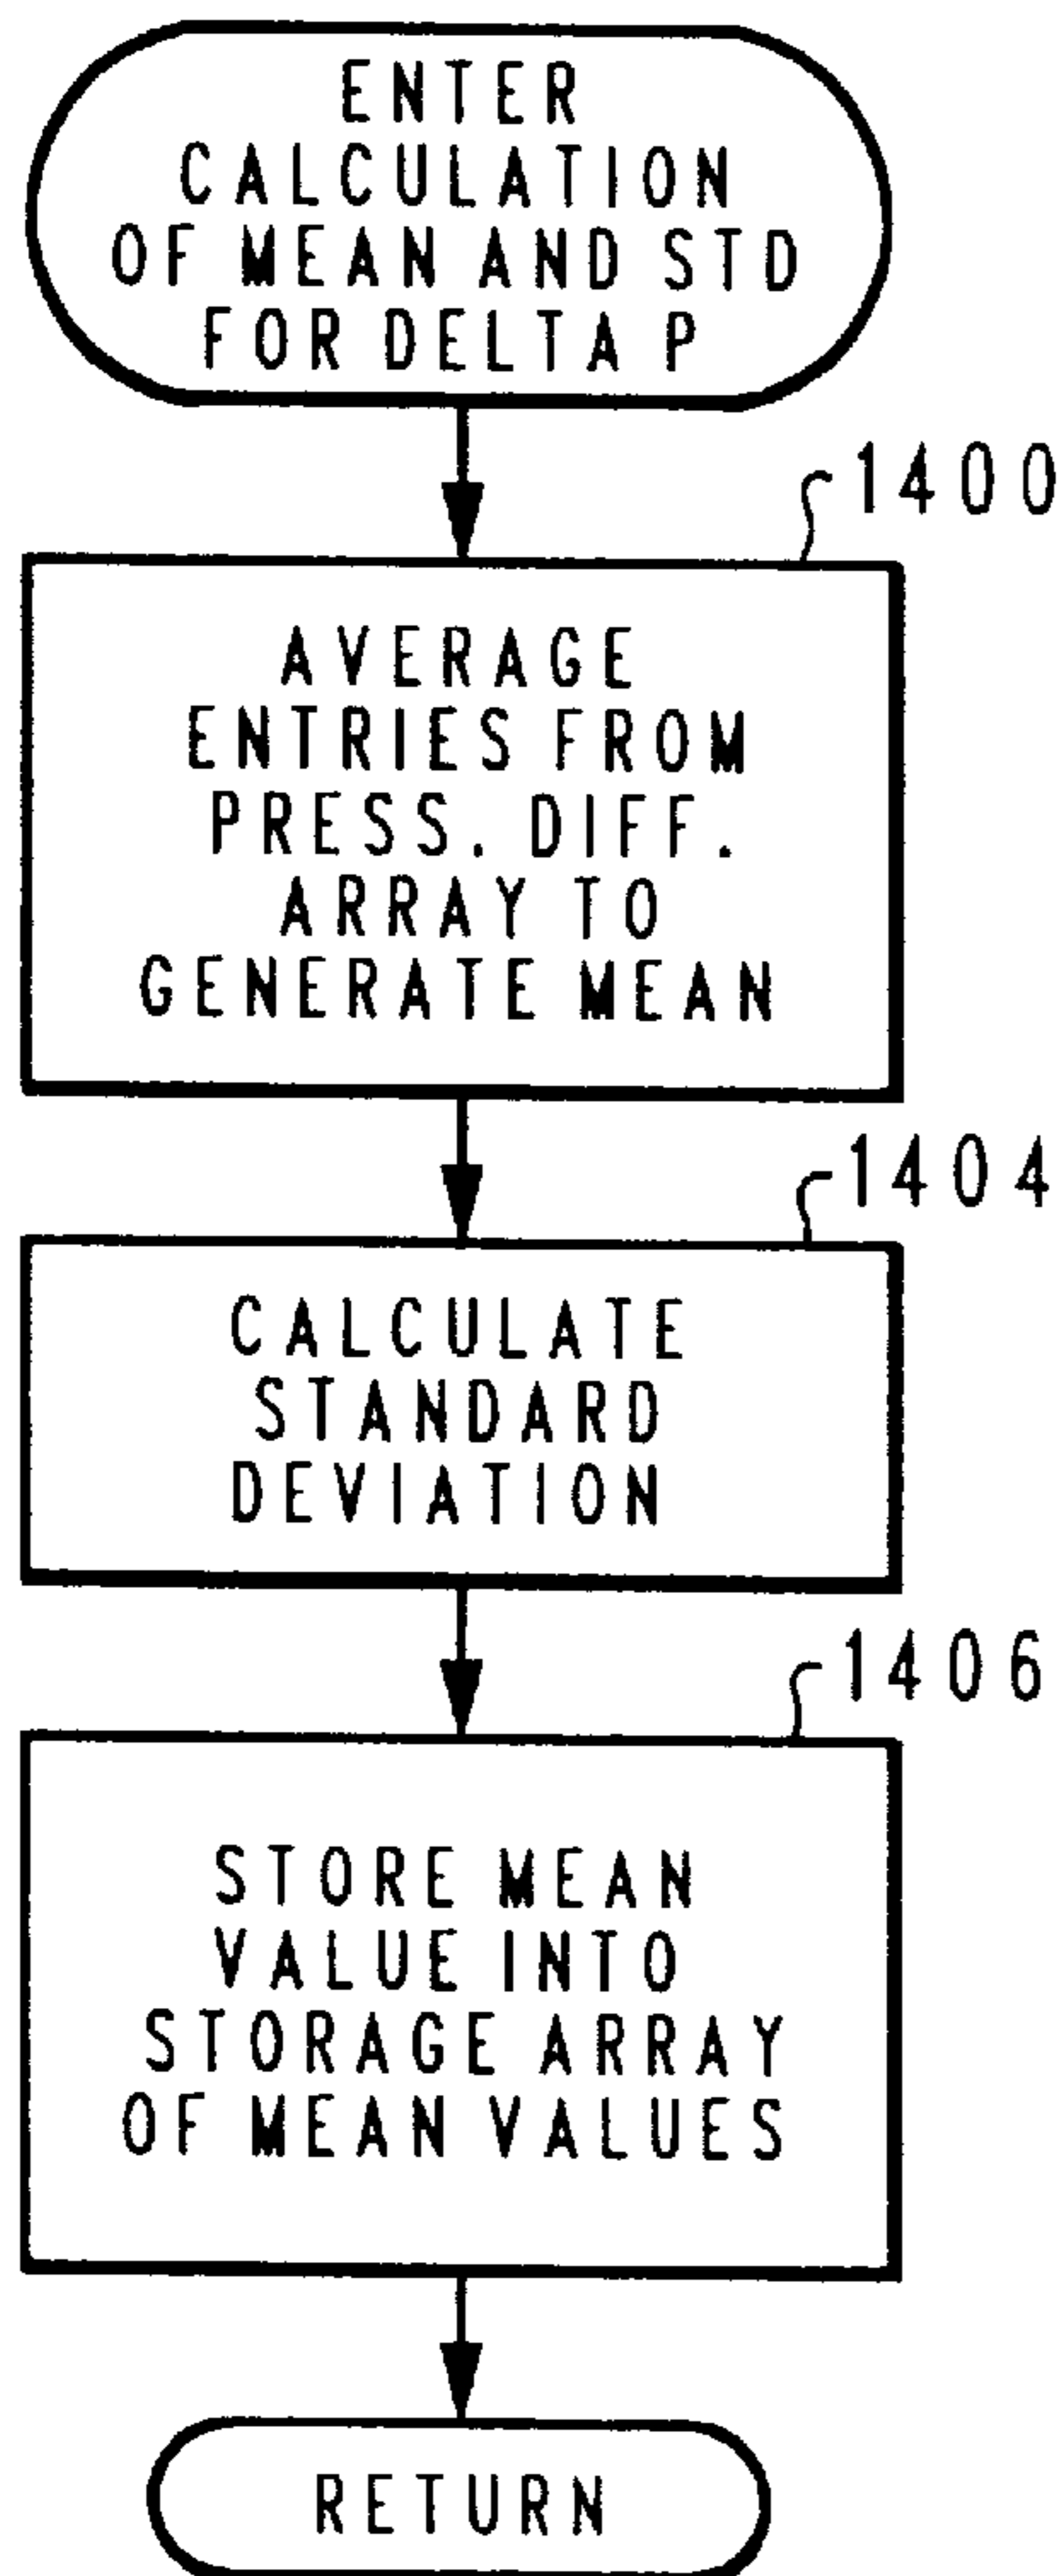 ENTER
CALCULATION
OF MEAN AND STD
FOR DELTA P
1400
AVERAGE
ENTRIES FROM
PRESS. DIFF.
ARRAY TO
GENERATE MEAN
1404
CALCULATE
STANDARD
DEVIATION
1406
STORE MEAN
VALUE INTO
STORAGE ARRAY
OF MEAN VALUES
RETURN